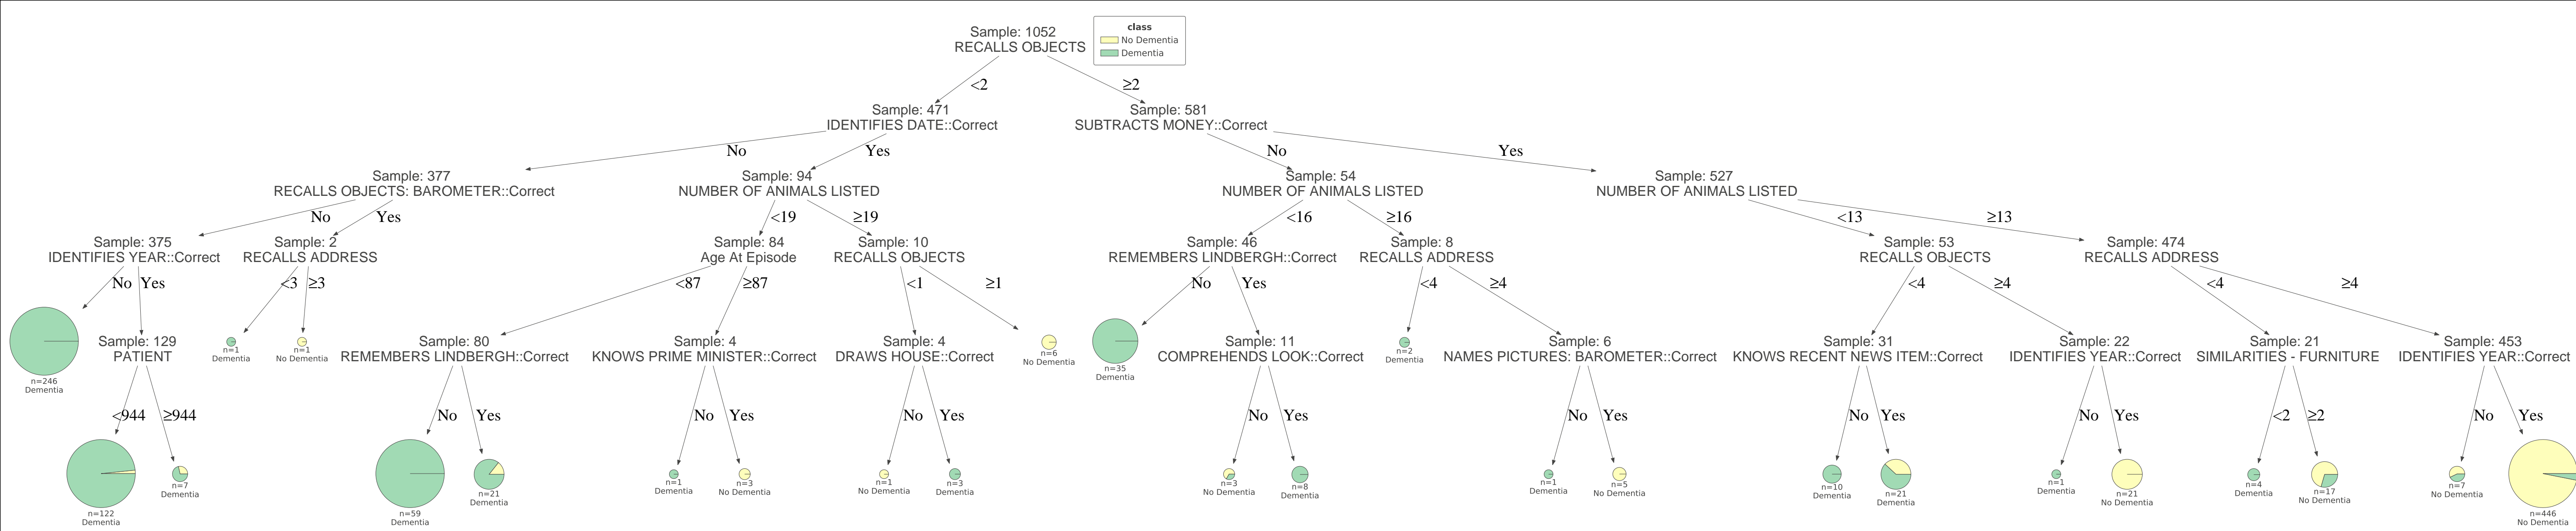 Sample: 1052
RECALLS OBJECTS
class
No Dementia
Dementia
<2
≥2
Sample: 471
IDENTIFIES DATE::Correct
Sample: 581
SUBTRACTS MONEY::Correct
No
Yes
No
Yes
Sample: 377
RECALLS OBJECTS: BAROMETER::Correct
Sample: 94
NUMBER OF ANIMALS LISTED
Sample: 54
NUMBER OF ANIMALS LISTED
Sample: 527
NUMBER OF ANIMALS LISTED
No
Yes
<19
≥19
<16
≥16
<13
≥13
Sample: 375
IDENTIFIES YEAR::Correct
Sample: 2
RECALLS ADDRESS
Sample: 84
Age At Episode
Sample: 10
RECALLS OBJECTS
Sample: 46
REMEMBERS LINDBERGH::Correct
Sample: 8
RECALLS ADDRESS
Sample: 53
RECALLS OBJECTS
Sample: 474
RECALLS ADDRESS
No
Yes
<3
≥3
<87
≥87
<1
≥1
No
Yes
<4
≥4
<4
≥4
<4
≥4
n=246
Dementia
Sample: 129
PATIENT
n=1
Dementia
n=1
No Dementia
Sample: 80
REMEMBERS LINDBERGH::Correct
Sample: 4
KNOWS PRIME MINISTER::Correct
Sample: 4
DRAWS HOUSE::Correct
n=6
No Dementia
n=35
Dementia
Sample: 11
COMPREHENDS LOOK::Correct
n=2
Dementia
Sample: 6
NAMES PICTURES: BAROMETER::Correct
Sample: 31
KNOWS RECENT NEWS ITEM::Correct
Sample: 22
IDENTIFIES YEAR::Correct
Sample: 21
SIMILARITIES - FURNITURE
Sample: 453
IDENTIFIES YEAR::Correct
<944
≥944
No
Yes
No
Yes
No
Yes
No
Yes
No
Yes
No
Yes
No
Yes
<2
≥2
No
Yes
n=122
Dementia
n=7
Dementia
n=59
Dementia
n=21
Dementia
n=1
Dementia
n=3
No Dementia
n=1
No Dementia
n=3
Dementia
n=3
No Dementia
n=8
Dementia
n=1
Dementia
n=5
No Dementia
n=10
Dementia
n=21
Dementia
n=1
Dementia
n=21
No Dementia
n=4
Dementia
n=17
No Dementia
n=7
No Dementia
n=446
No Dementia